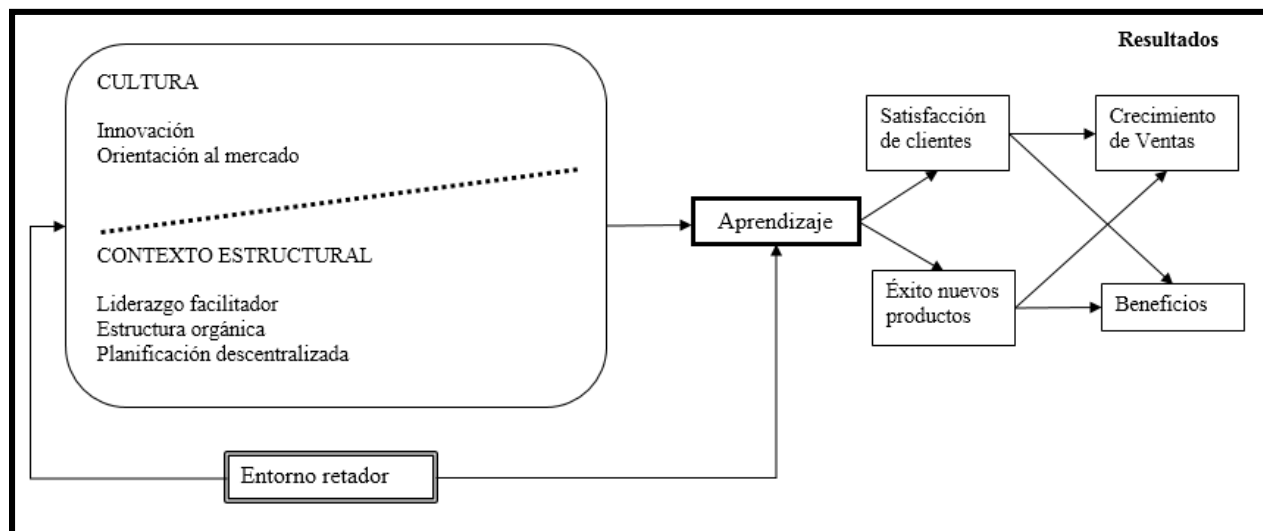 Resultados
CULTURA
Innovación
Orientación al mercado
CONTEXTO ESTRUCTURAL
Liderazgo facilitador
Estructura orgánica
Planificación descentralizada
Entorno retador
Aprendizaje
Satisfacción
de clientes
Éxito nuevos
productos
Crecimiento
de Ventas
Beneficios